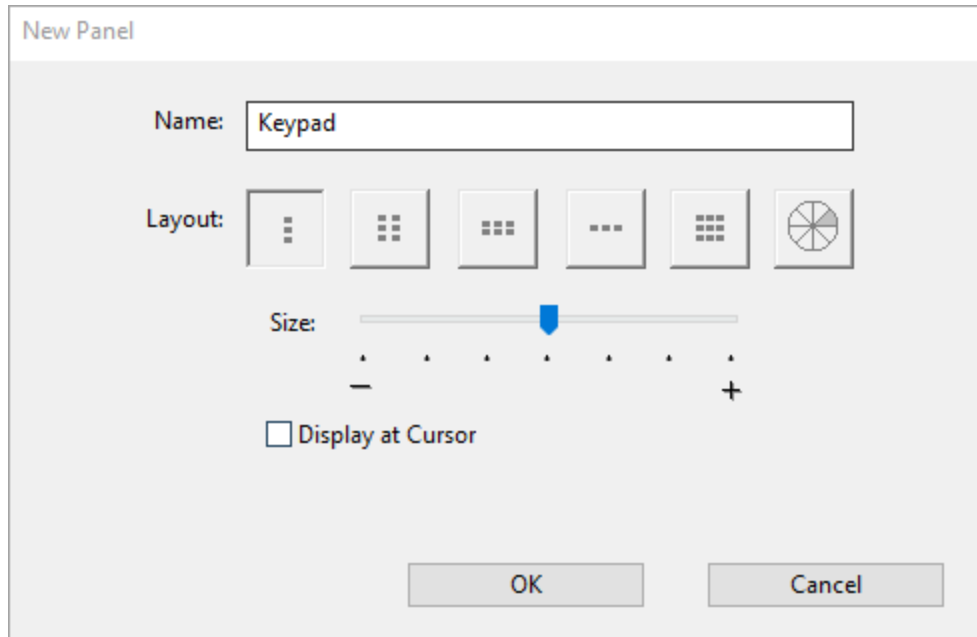 New Panel
Name:
Keypad
Layout:
Size:
− +
Display at Cursor
OK
Cancel